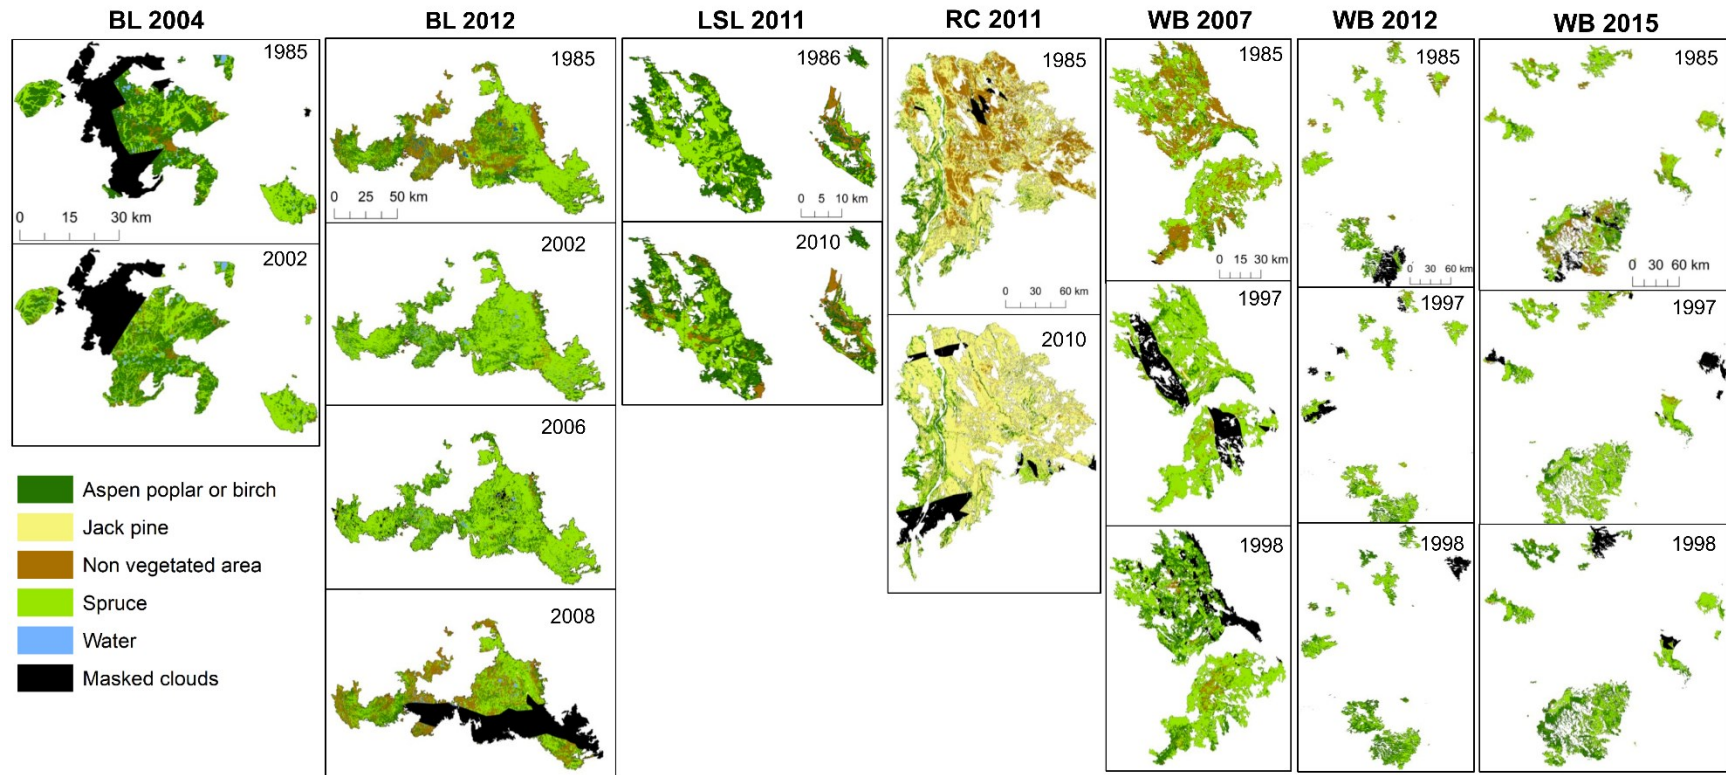 BL 2004
BL 2012
LSL 2011
RC 2011
WB 2007
WB 2012
WB 2015
1985
0 15 30 km
2002
1985
0 25 50 km
2002
2006
2008
1986
0 5 10 km
2010
1985
0 30 60 km
2010
1985
0 15 30 km
1997
1998
1985
0 30 60 km
1997
1998
1985
0 30 60 km
1997
1998
Aspen poplar or birch
Jack pine
Non vegetated area
Spruce
Water
Masked clouds